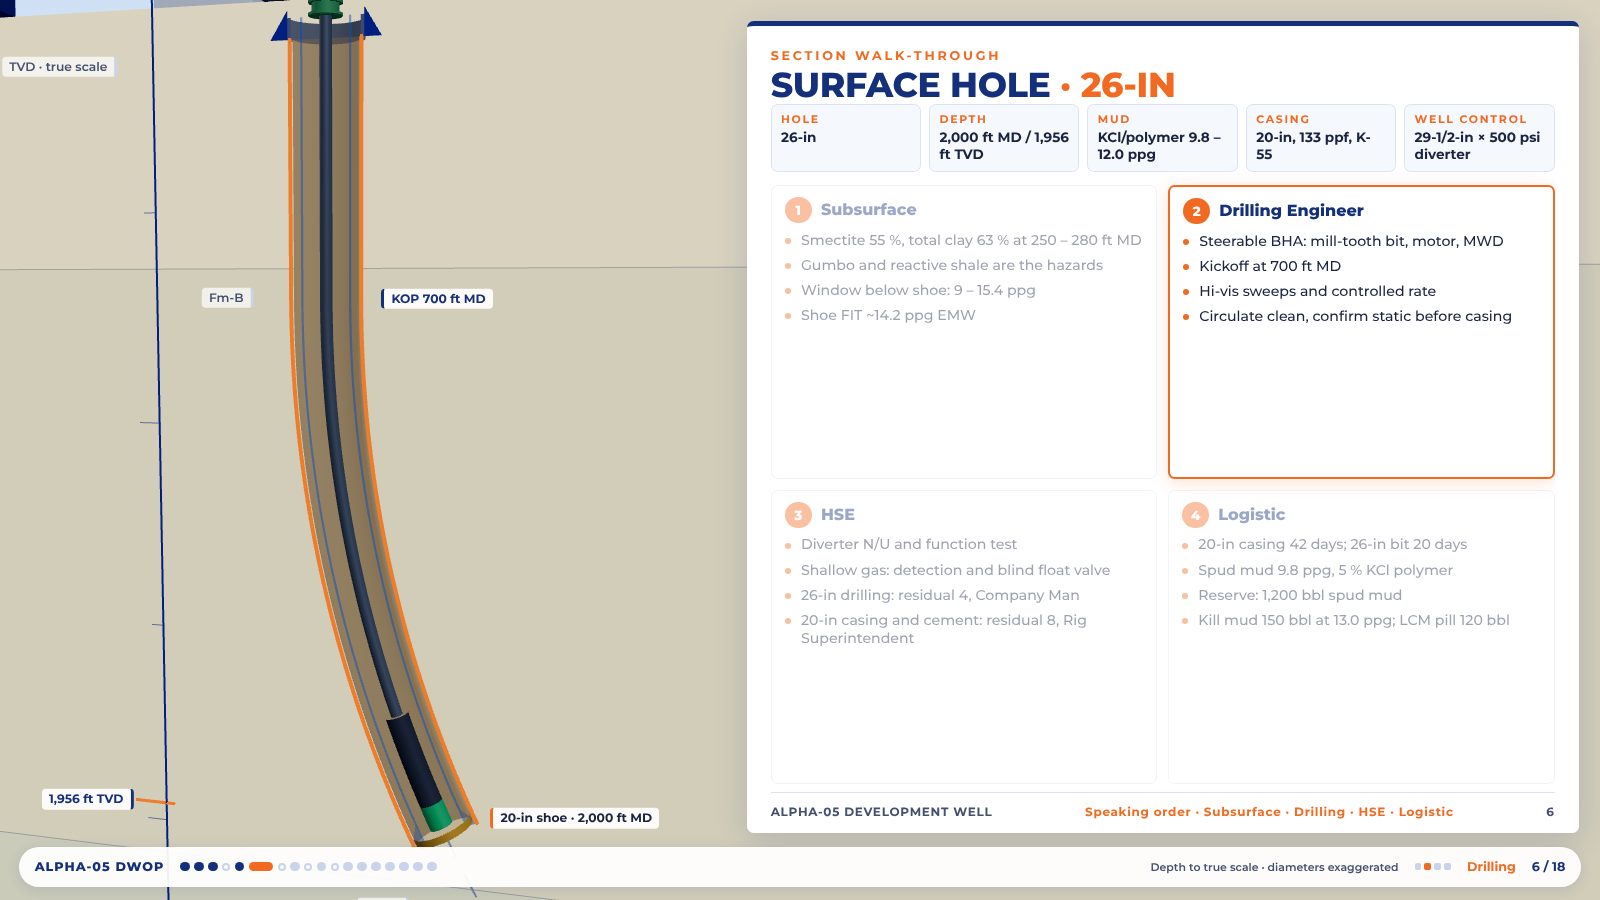 TVD · true scale
Fm-B
KOP 700 ft MD
1,956 ft TVD
20-in shoe · 2,000 ft MD
SECTION WALK-THROUGH
SURFACE HOLE · 26-IN
HOLE
26-in
DEPTH
2,000 ft MD / 1,956
ft TVD
MUD
KCl/polymer 9.8 –
12.0 ppg
CASING
20-in, 133 ppf, K-
55
WELL CONTROL
29-1/2-in × 500 psi
diverter
1 Subsurface
Smectite 55 %, total clay 63 % at 250 – 280 ft MD
Gumbo and reactive shale are the hazards
Window below shoe: 9 – 15.4 ppg
Shoe FIT ~14.2 ppg EMW
2 Drilling Engineer
Steerable BHA: mill-tooth bit, motor, MWD
Kickoff at 700 ft MD
Hi-vis sweeps and controlled rate
Circulate clean, confirm static before casing
3 HSE
Diverter N/U and function test
Shallow gas: detection and blind float valve
26-in drilling: residual 4, Company Man
20-in casing and cement: residual 8, Rig
Superintendent
4 Logistic
20-in casing 42 days; 26-in bit 20 days
Spud mud 9.8 ppg, 5 % KCl polymer
Reserve: 1,200 bbl spud mud
Kill mud 150 bbl at 13.0 ppg; LCM pill 120 bbl
ALPHA-05 DEVELOPMENT WELL
Speaking order · Subsurface · Drilling · HSE · Logistic
6
ALPHA-05 DWOP
Depth to true scale · diameters exaggerated
Drilling
6 / 18